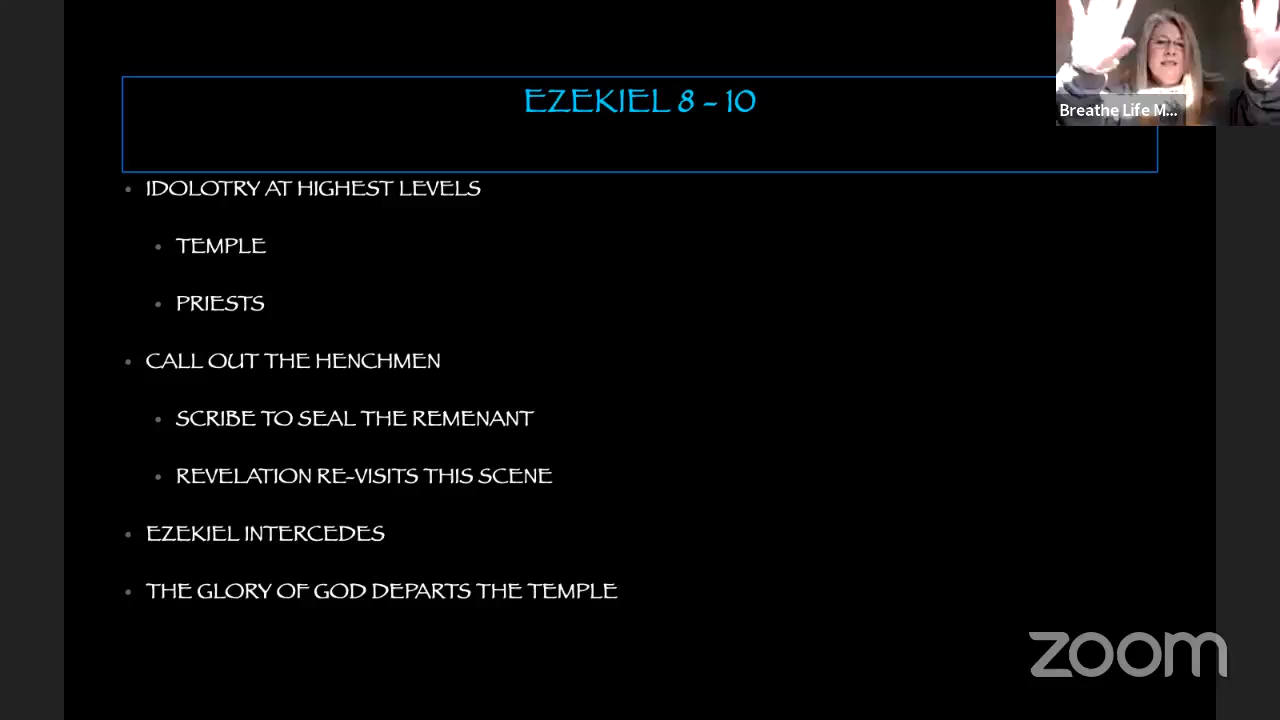 EZEKIEL 8 - 10
Breathe Life M...
IDOLOTRY AT HIGHEST LEVELS
TEMPLE
PRIESTS
CALL OUT THE HENCHMEN
SCRIBE TO SEAL THE REMENANT
REVELATION RE-VISITS THIS SCENE
EZEKIEL INTERCEDES
THE GLORY OF GOD DEPARTS THE TEMPLE
zoom